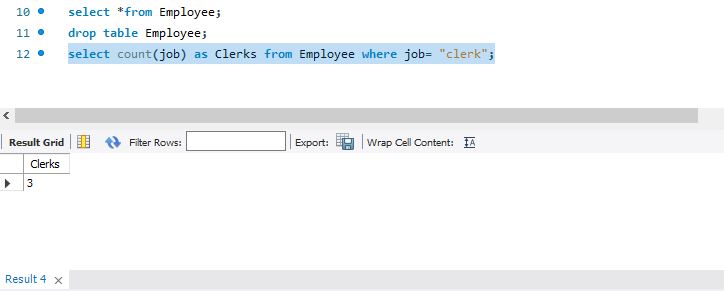 10 select *from Employee;
11 drop table Employee;
12 select count(job) as Clerks from Employee where job= "clerk";
Result Grid Filter Rows: Export: Wrap Cell Content: IA
Clerks
3
Result 4 ×